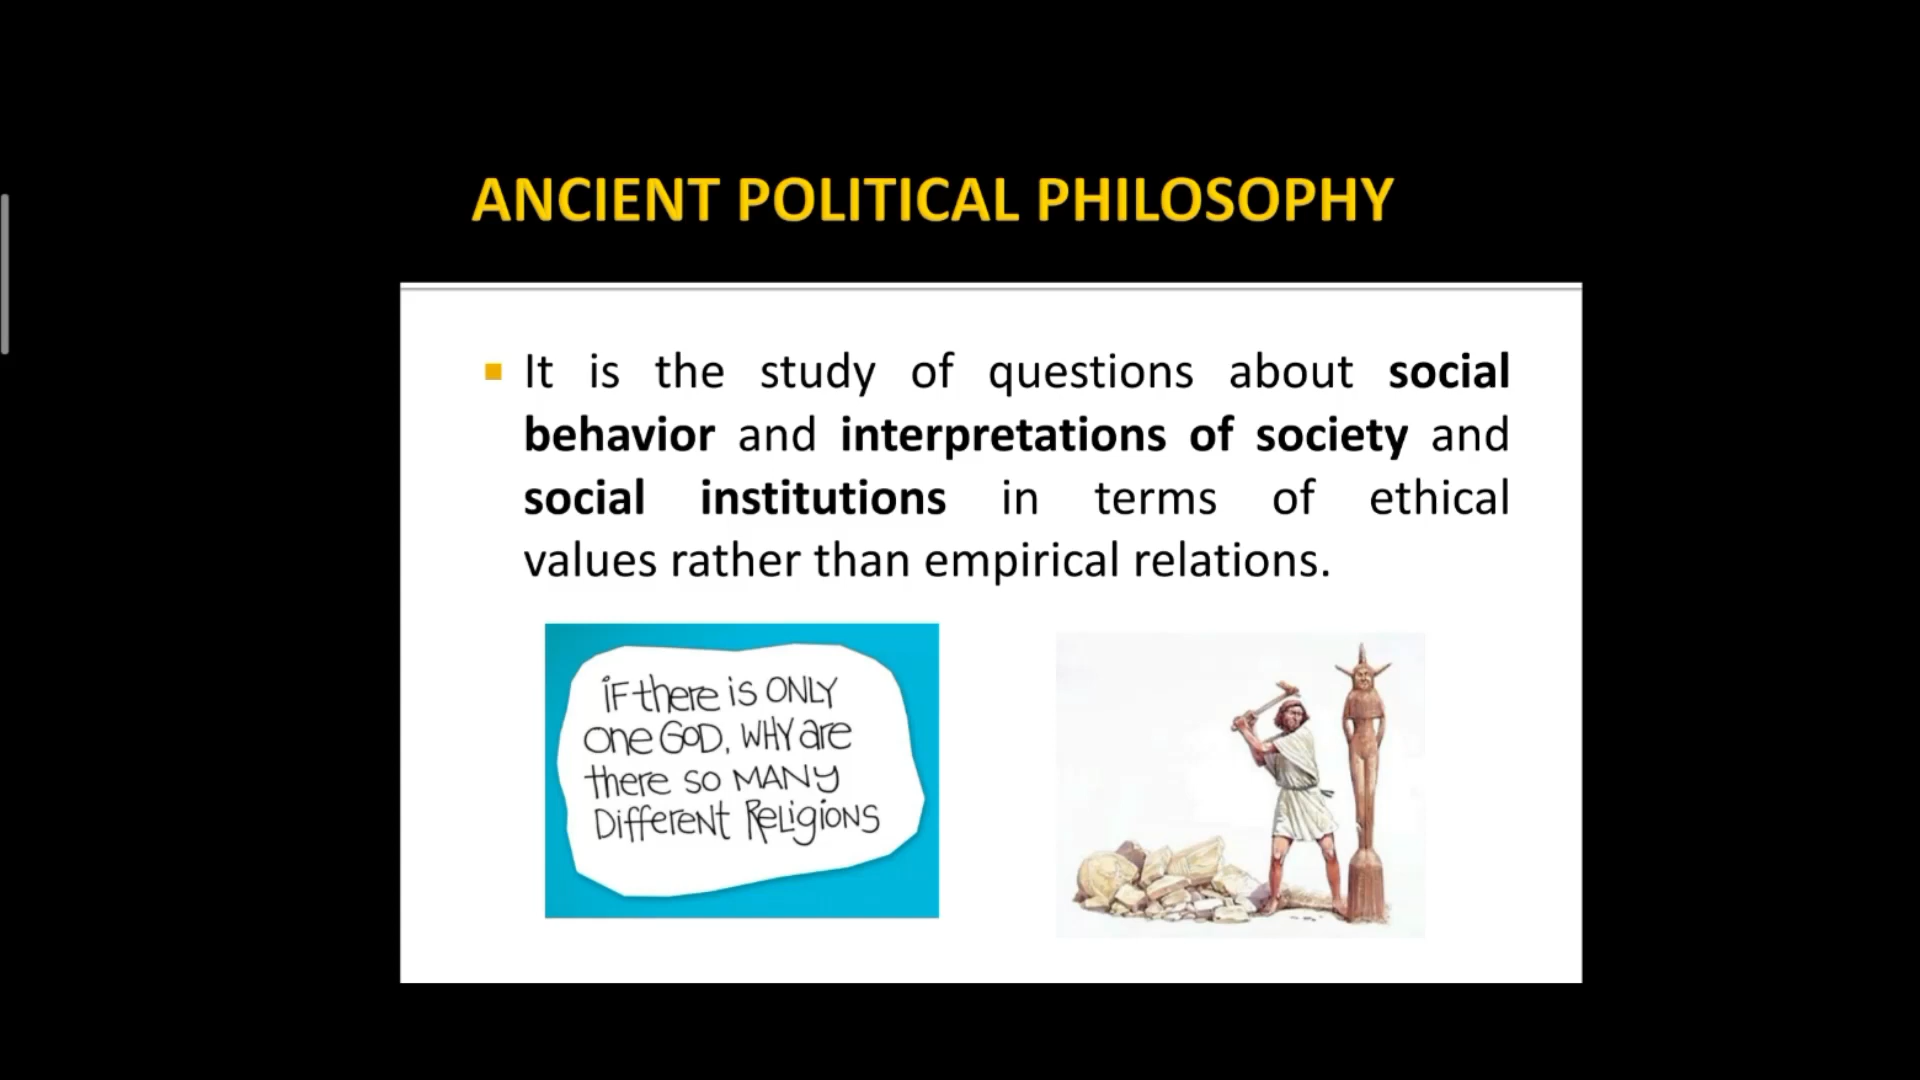 ANCIENT POLITICAL PHILOSOPHY
It is the study of questions about social
behavior and interpretations of society and
social institutions in terms of ethical
values rather than empirical relations.
iF there is ONLY
one GOD, WHY are
there so MANY
DiffereNt ReLigioNS